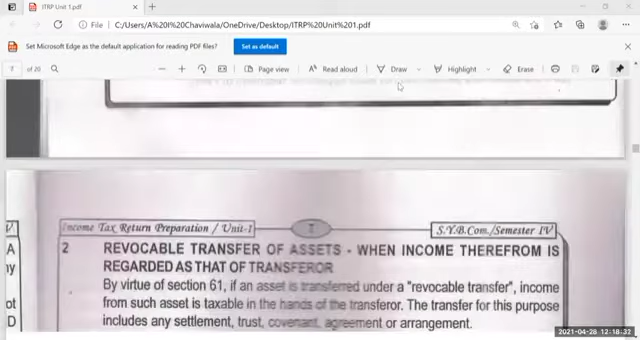 ITRP Unit 1.pdf
File | C:/Users/A%20I%20Chaviwala/OneDrive/Desktop/ITRP%20Unit%201.pdf
Set Microsoft Edge as the default application for reading PDF files? Set as default
7 of 20 Page view Read aloud Draw Highlight Erase
Income Tax Return Preparation / Unit-I 7 S.Y.B.Com./Semester IV
2 REVOCABLE TRANSFER OF ASSETS - WHEN INCOME THEREFROM IS
REGARDED AS THAT OF TRANSFEROR
By virtue of section 61, if an asset is transferred under a "revocable transfer", income
from such asset is taxable in the hands of the transferor. The transfer for this purpose
includes any settlement, trust, covenant, agreement or arrangement.
2021-04-28 12:18:32